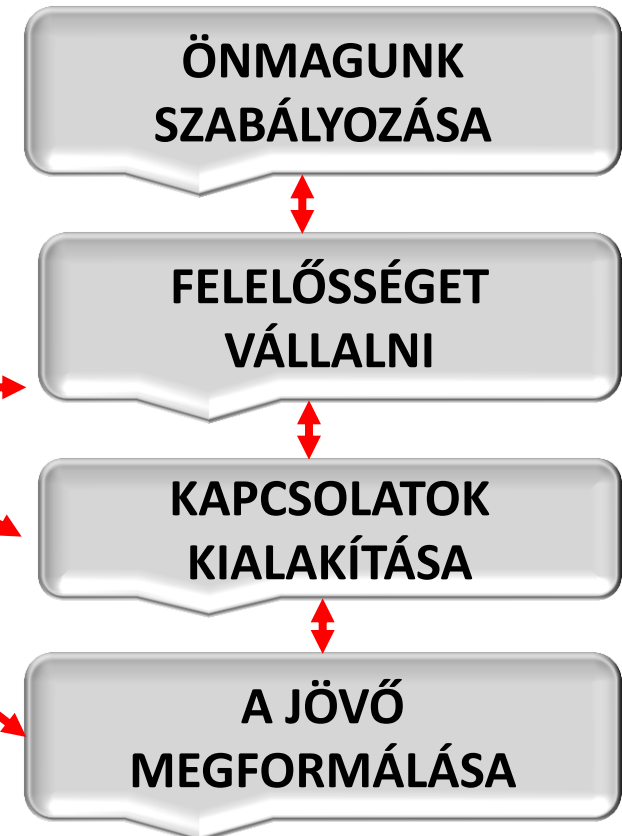 ÖNMAGUNK
SZABÁLYOZÁSA
FELELŐSSÉGET
VÁLLALNI
KAPCSOLATOK
KIALAKÍTÁSA
A JÖVŐ
MEGFORMÁLÁSA